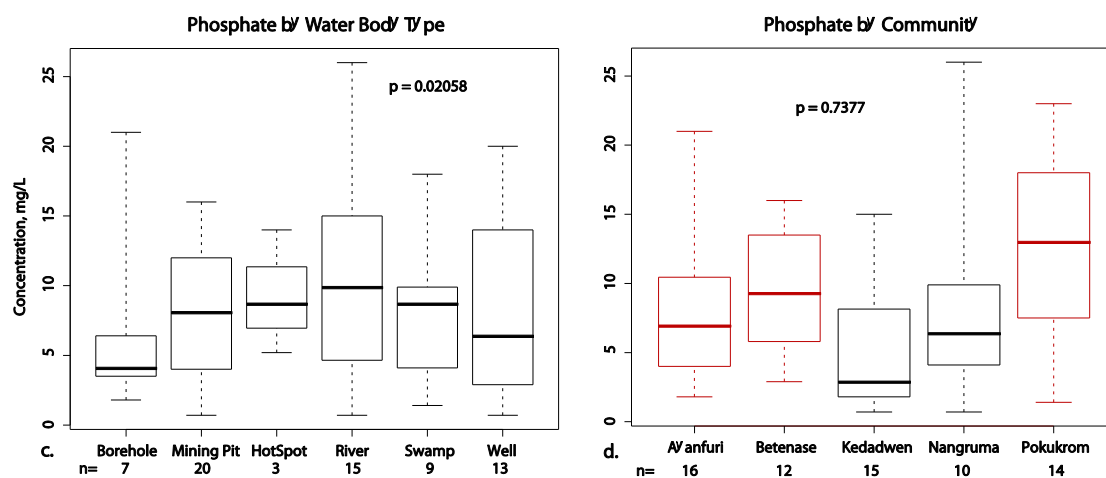 Phosphate by Water Body Type
p = 0.02058
Concentration, mg/L
25
20
15
10
5
0
c. Borehole Mining Pit HotSpot River Swamp Well
n= 7 20 3 15 9 13
Phosphate by Community
p = 0.7377
25
20
15
10
5
0
d. Ayanfuri Betenase Kedadwen Nangruma Pokukrom
n= 16 12 15 10 14